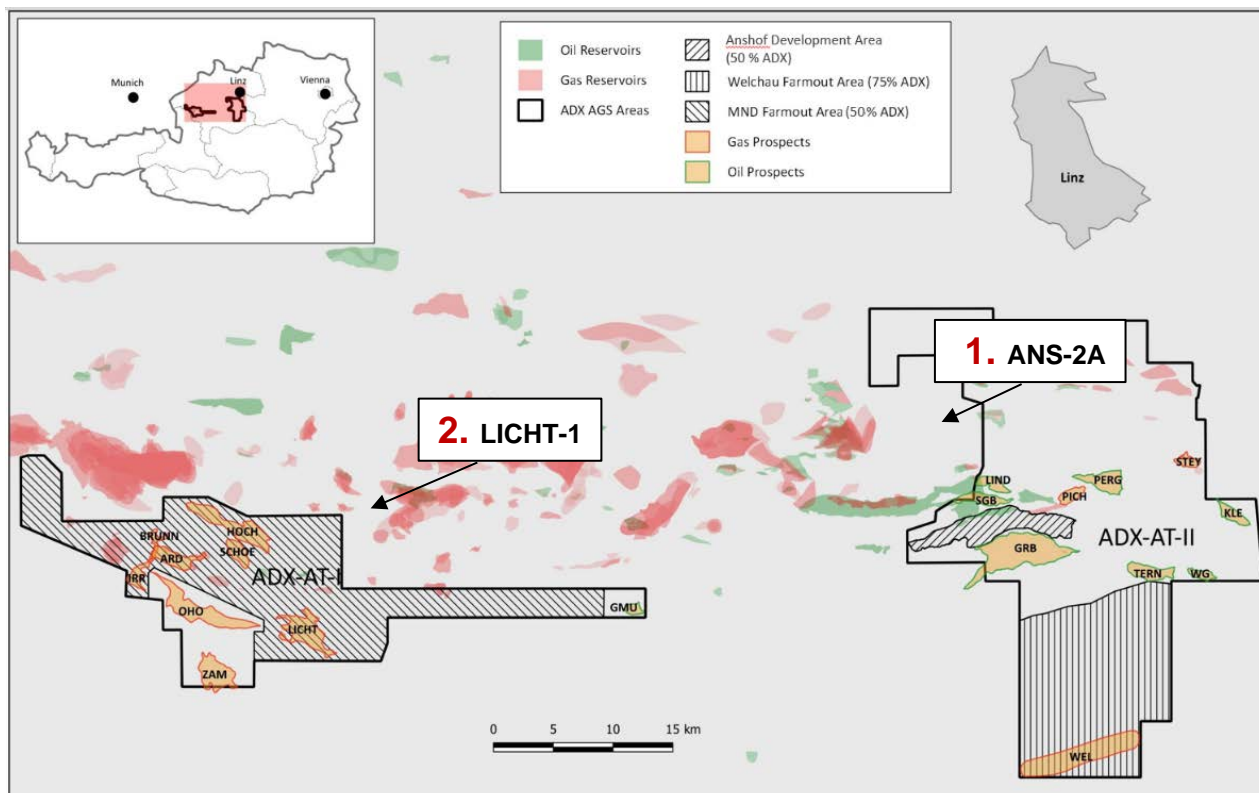 Munich
Linz
Vienna
Oil Reservoirs
Gas Reservoirs
ADX AGS Areas
Anshof Development Area
(50 % ADX)
Welchau Farmout Area (75% ADX)
MND Farmout Area (50% ADX)
Gas Prospects
Oil Prospects
Linz
1. ANS-2A
2. LICHT-1
STEY
LIND
PERG
SGB
PICH
KLE
HOCH
BRUNN
SCHOE
ARD
ADX-AT-II
GRB
IRR
ADX-AT-I
TERN
WG
OHO
GMU
LICHT
ZAM
WEL
0 5 10 15 km